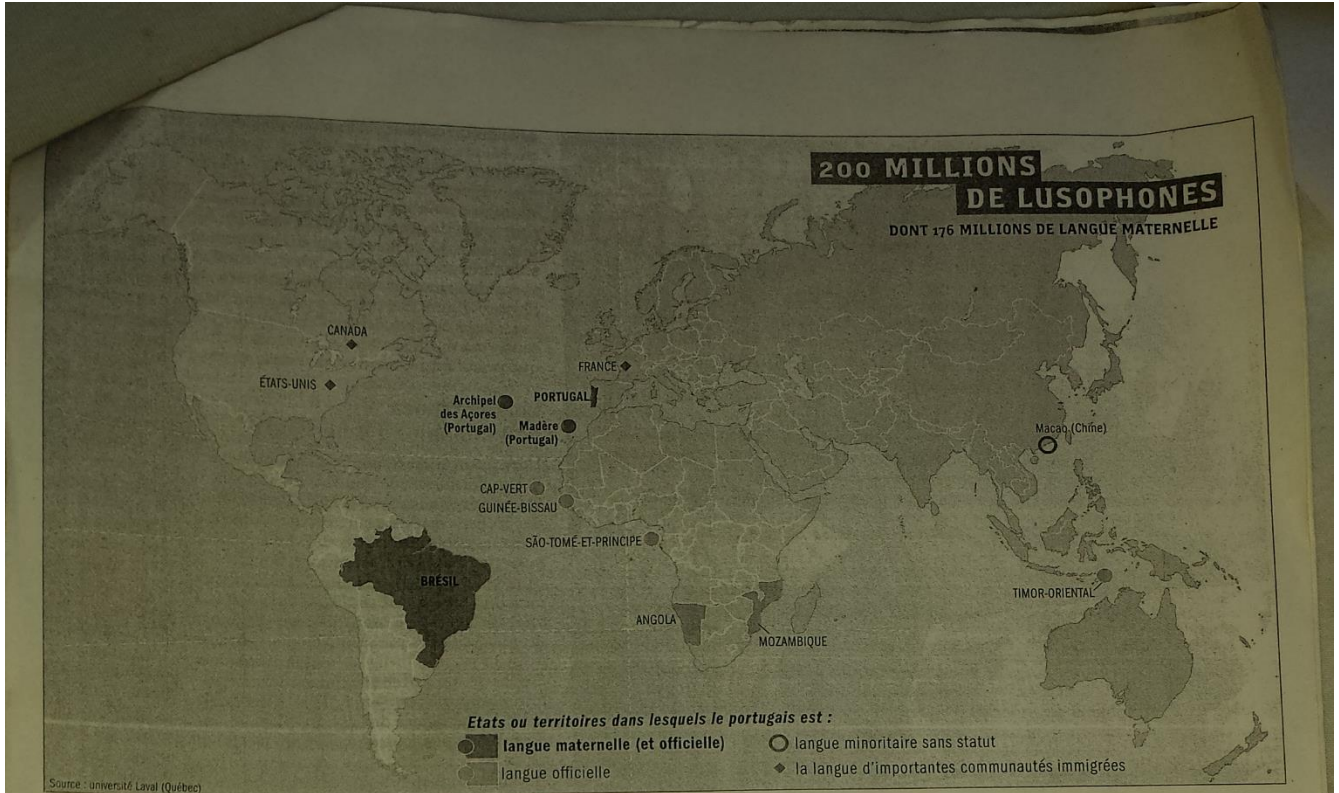 200 MILLIONS
DE LUSOPHONES
DONT 176 MILLIONS DE LANGUE MATERNELLE
CANADA
ÉTATS-UNIS
FRANCE
PORTUGAL
Archipel
des Açores
(Portugal)
Madère
(Portugal)
Macao (Chine)
CAP-VERT
GUINÉE-BISSAU
SÃO-TOMÉ-ET-PRINCIPE
BRÉSIL
TIMOR-ORIENTAL
ANGOLA
MOZAMBIQUE
Etats ou territoires dans lesquels le portugais est :
langue maternelle (et officielle)
langue officielle
langue minoritaire sans statut
la langue d'importantes communautés immigrées
Source : université Laval (Québec)